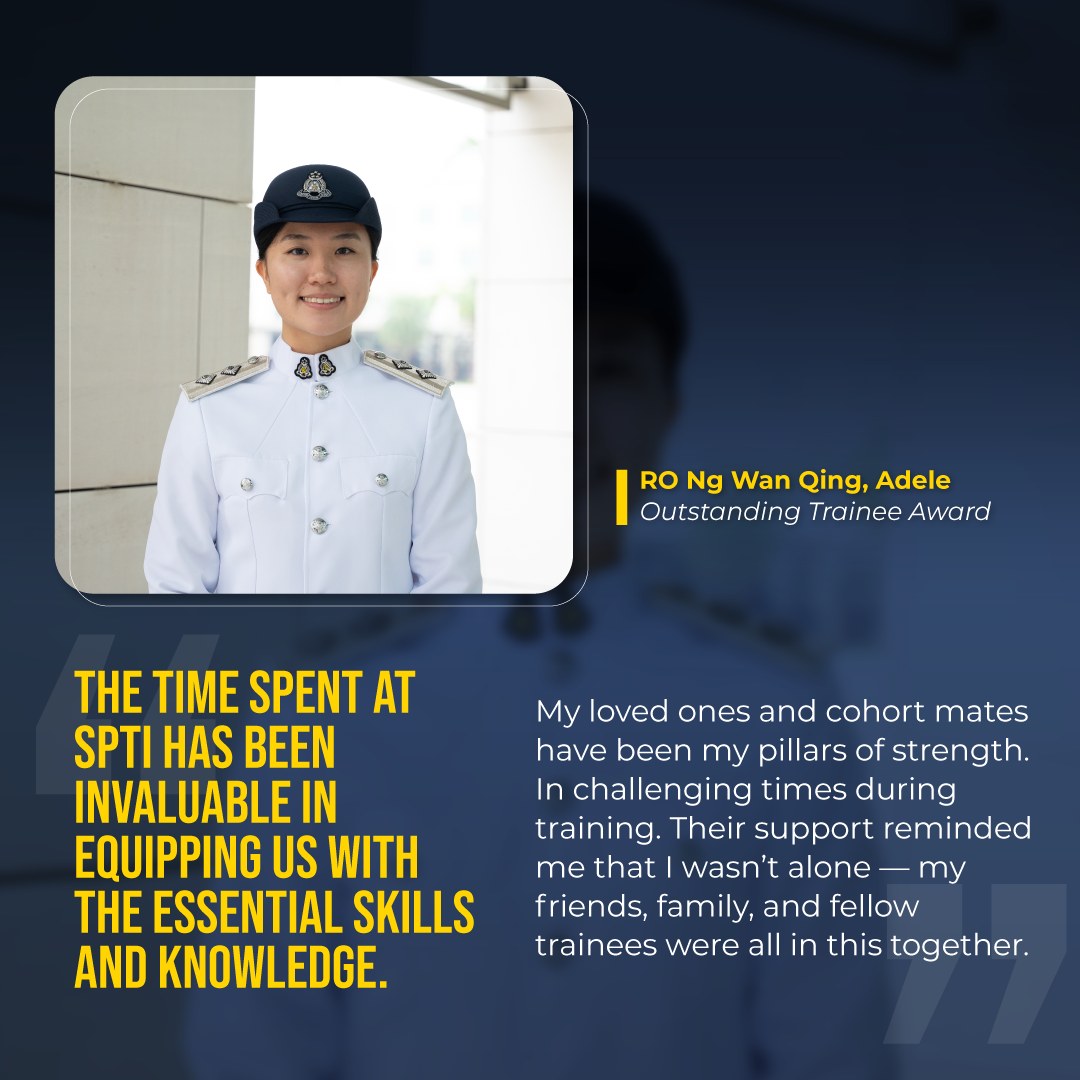 RO Ng Wan Qing, Adele
Outstanding Trainee Award
THE TIME SPENT AT
SPTI HAS BEEN
INVALUABLE IN
EQUIPPING US WITH
THE ESSENTIAL SKILLS
AND KNOWLEDGE.
My loved ones and cohort mates
have been my pillars of strength.
In challenging times during
training. Their support reminded
me that I wasn’t alone — my
friends, family, and fellow
trainees were all in this together.